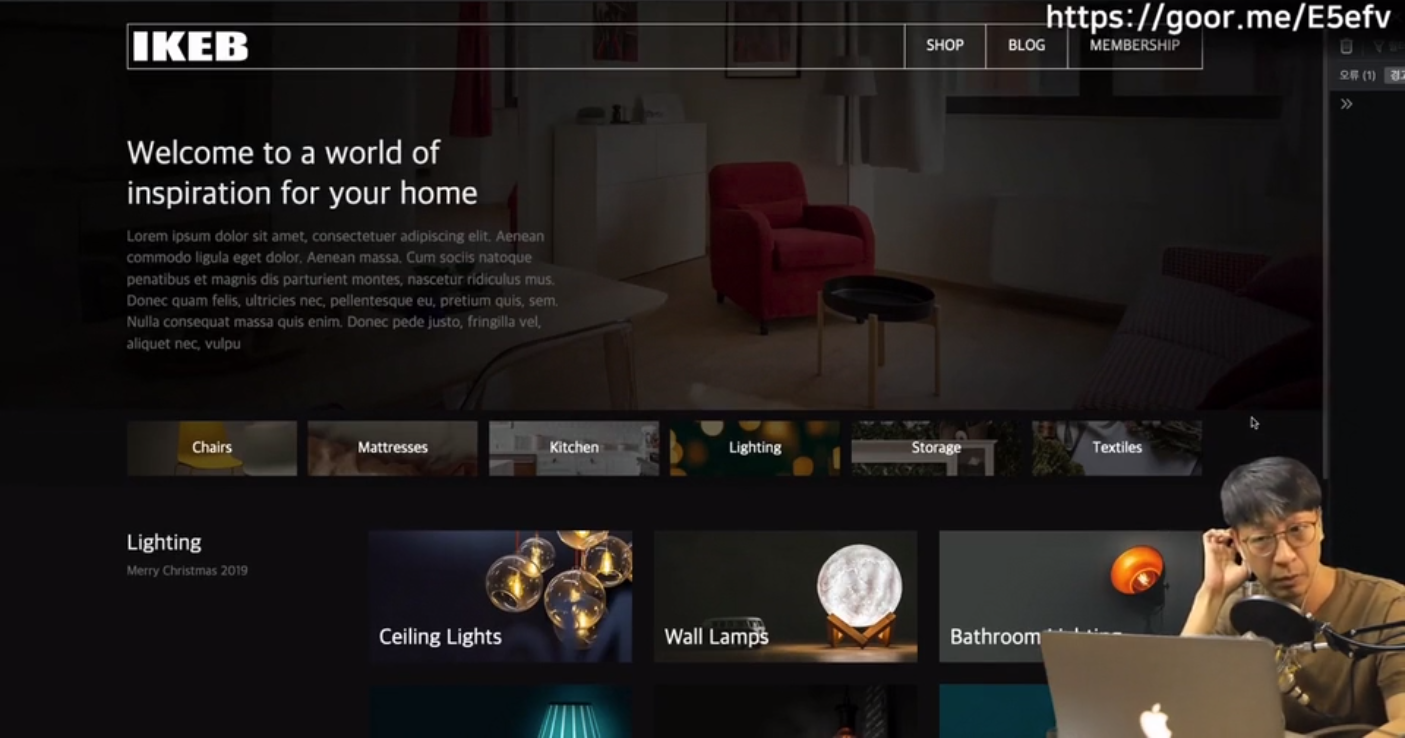 https://goor.me/E5efv
IKEB
SHOP
BLOG
MEMBERSHIP
오류 (1)
Welcome to a world of
inspiration for your home
Lorem ipsum dolor sit amet, consectetuer adipiscing elit. Aenean
commodo ligula eget dolor. Aenean massa. Cum sociis natoque
penatibus et magnis dis parturient montes, nascetur ridiculus mus.
Donec quam felis, ultricies nec, pellentesque eu, pretium quis, sem.
Nulla consequat massa quis enim. Donec pede justo, fringilla vel,
aliquet nec, vulpu
Chairs
Mattresses
Kitchen
Lighting
Storage
Textiles
Lighting
Merry Christmas 2019
Ceiling Lights
Wall Lamps
Bathroom